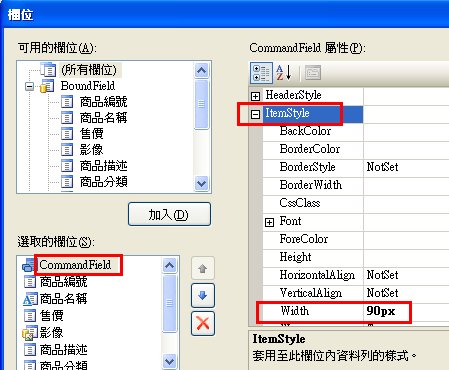 欄位
可用的欄位(A):
(所有欄位)
BoundField
商品編號
商品名稱
售價
影像
商品描述
商品分類
加入(D)
選取的欄位(S):
CommandField
商品編號
商品名稱
售價
影像
商品描述
商品分類
CommandField 屬性(P):
HeaderStyle
ItemStyle
BackColor
BorderColor
BorderStyle NotSet
BorderWidth
CssClass
Font
ForeColor
Height
HorizontalAlign NotSet
VerticalAlign NotSet
Width 90px
ItemStyle
套用至此欄位內資料列的樣式。